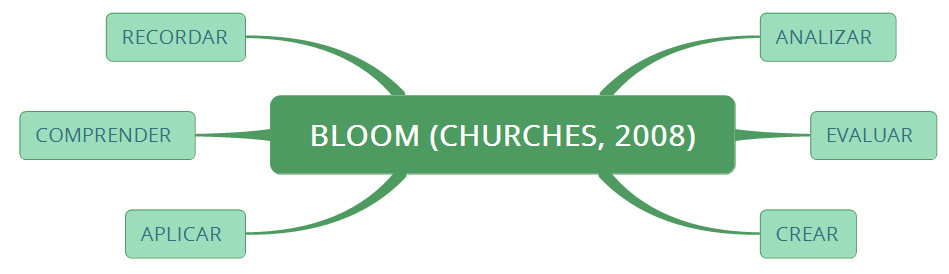 RECORDAR
COMPRENDER
APLICAR
BLOOM (CHURCHES, 2008)
ANALIZAR
EVALUAR
CREAR